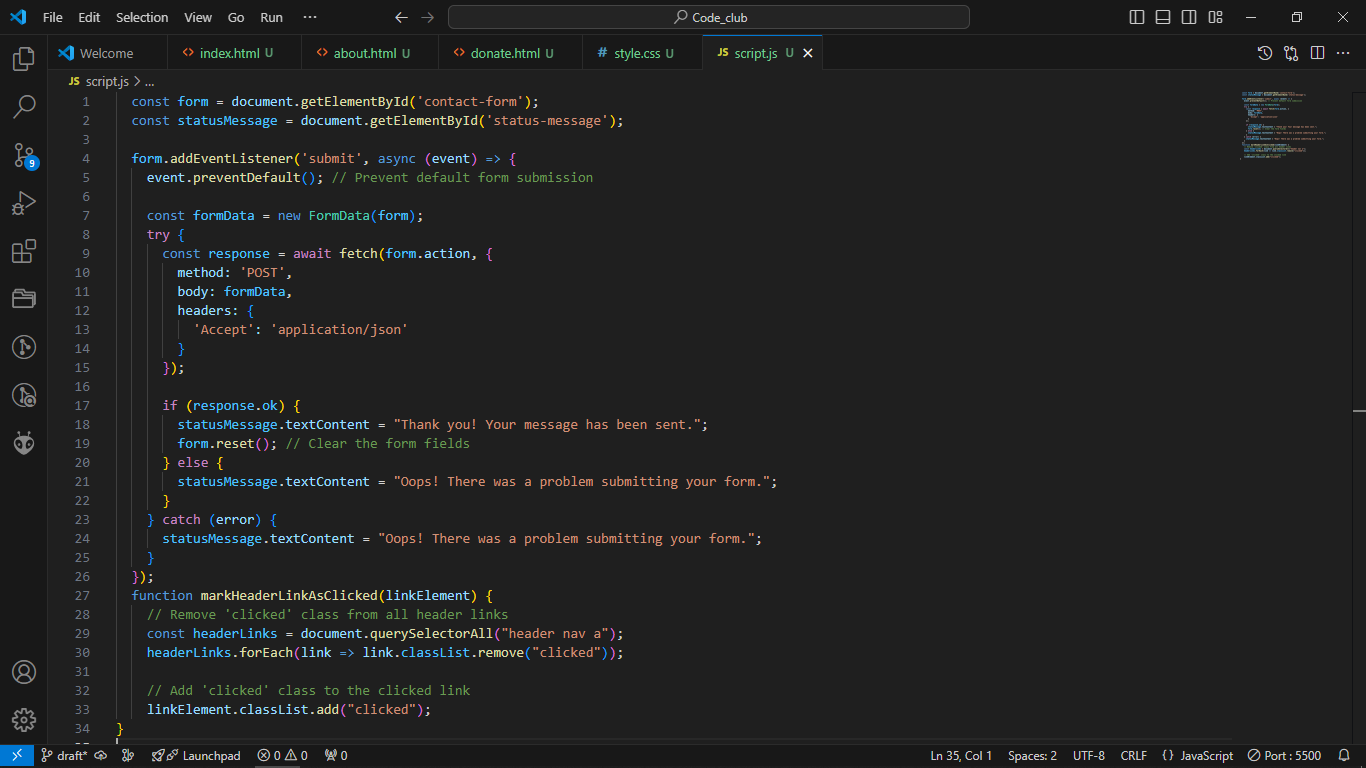 File Edit Selection View Go Run ··· Code_club
Welcome index.html U about.html U donate.html U style.css U JS script.js U
JS script.js > ...
1 const form = document.getElementById('contact-form');
2 const statusMessage = document.getElementById('status-message');
3
4 form.addEventListener('submit', async (event) => {
5 event.preventDefault(); // Prevent default form submission
6
7 const formData = new FormData(form);
8 try {
9 const response = await fetch(form.action, {
10 method: 'POST',
11 body: formData,
12 headers: {
13 'Accept': 'application/json'
14 }
15 });
16
17 if (response.ok) {
18 statusMessage.textContent = "Thank you! Your message has been sent.";
19 form.reset(); // Clear the form fields
20 } else {
21 statusMessage.textContent = "Oops! There was a problem submitting your form.";
22 }
23 } catch (error) {
24 statusMessage.textContent = "Oops! There was a problem submitting your form.";
25 }
26 });
27 function markHeaderLinkAsClicked(linkElement) {
28 // Remove 'clicked' class from all header links
29 const headerLinks = document.querySelectorAll("header nav a");
30 headerLinks.forEach(link => link.classList.remove("clicked"));
31
32 // Add 'clicked' class to the clicked link
33 linkElement.classList.add("clicked");
34 }
9
draft* Launchpad 0 0 0 Ln 35, Col 1 Spaces: 2 UTF-8 CRLF {} JavaScript Port : 5500